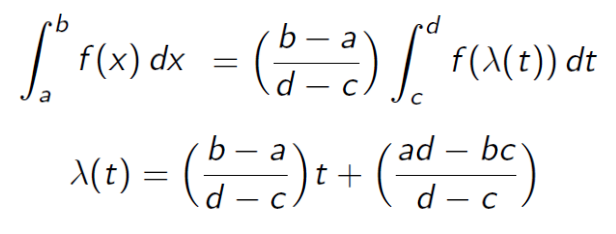 ∫_a^b f(x) dx = ((b − a)/(d − c)) ∫_c^d f(λ(t)) dt
λ(t) = ((b − a)/(d − c)) t + ((ad − bc)/(d − c))